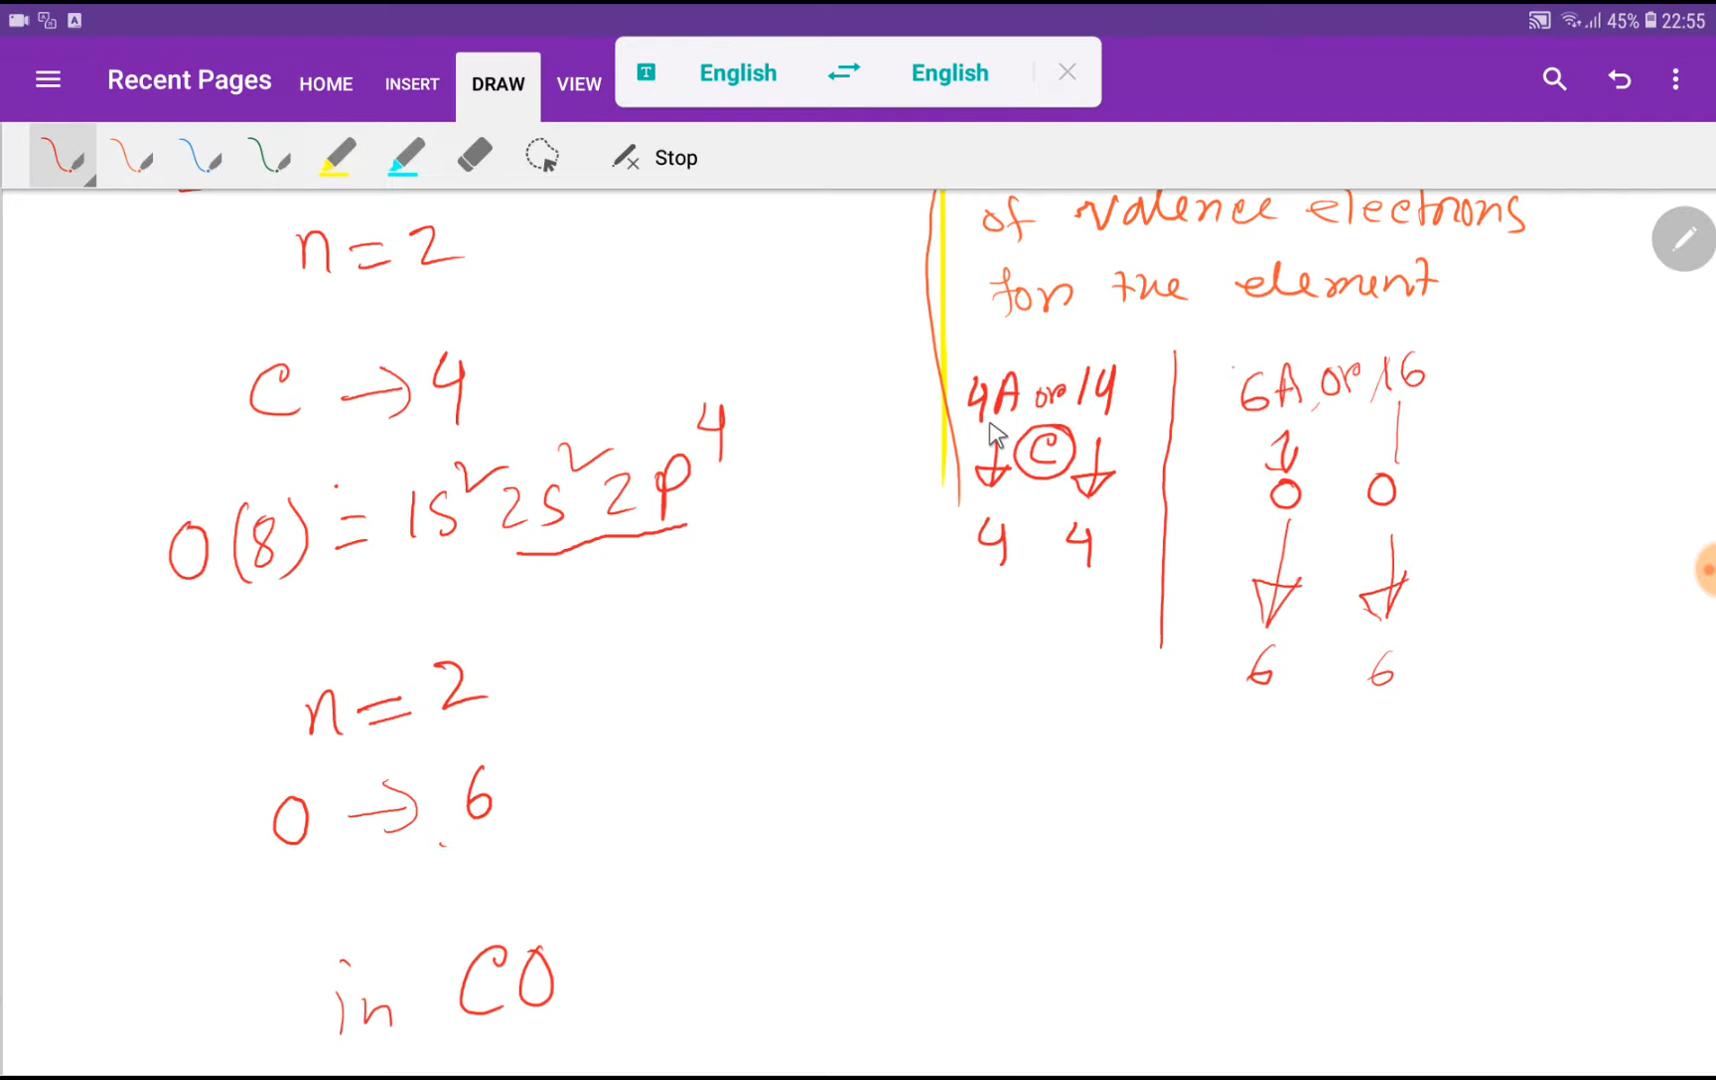 45% 22:55
Recent Pages HOME INSERT DRAW VIEW
English English
Stop
n = 2
C → 4
O(8) = 1s² 2s² 2p⁴
n = 2
O → 6
in CO
of valence electrons
for the element
4A or 14
C
4 4
6A or 16
O O
6 6